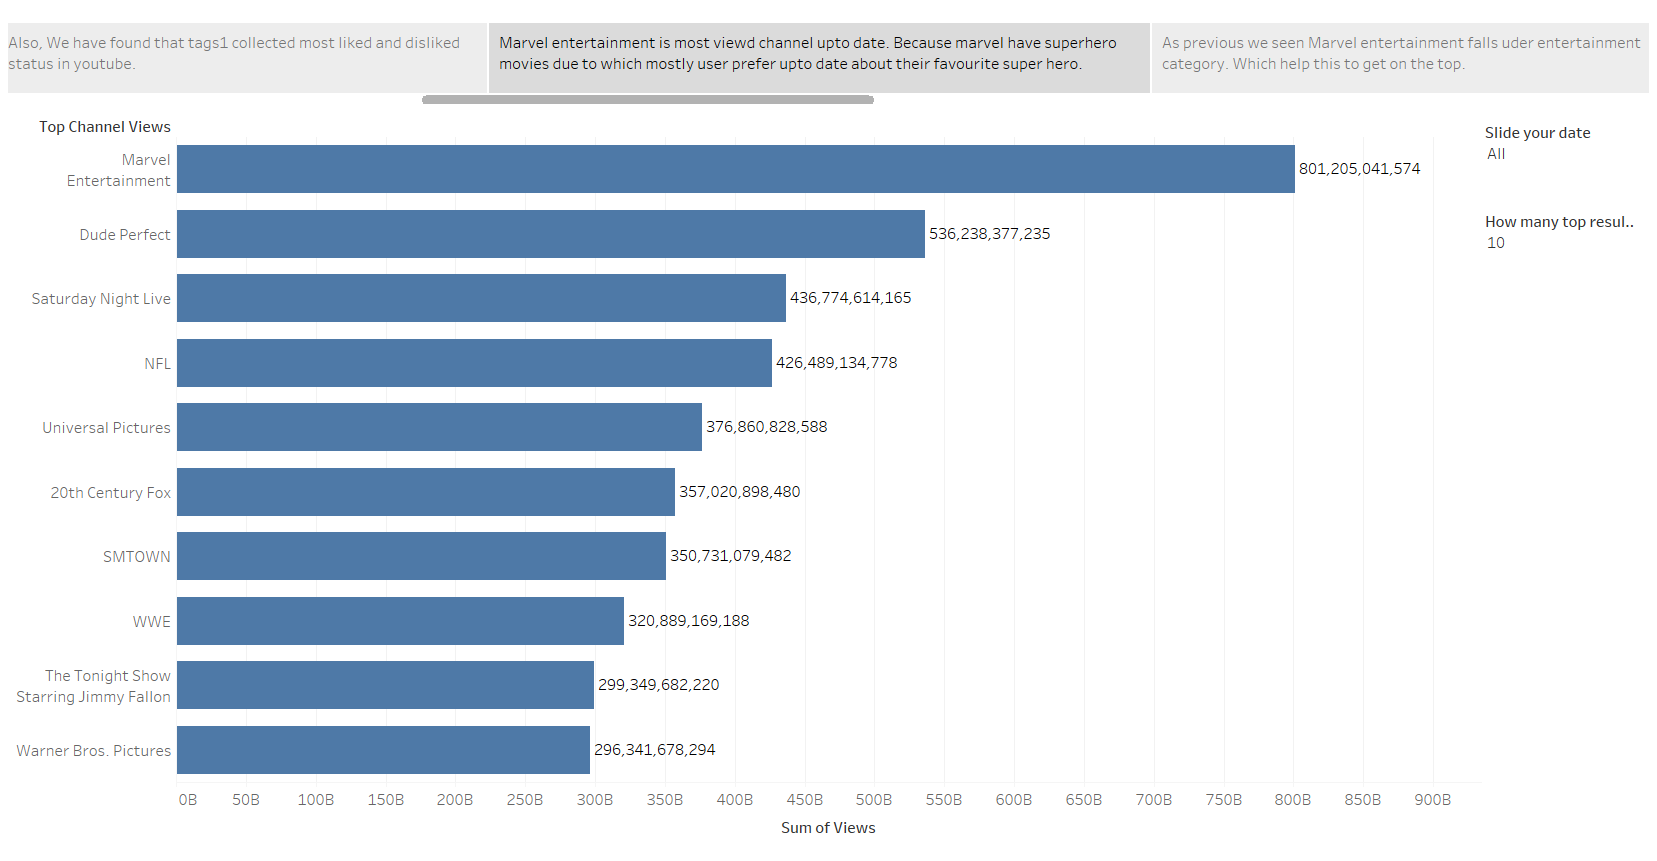 Also, We have found that tags1 collected most liked and disliked
status in youtube.
Marvel entertainment is most viewd channel upto date. Because marvel have superhero
movies due to which mostly user prefer upto date about their favourite super hero.
As previous we seen Marvel entertainment falls uder entertainment
category. Which help this to get on the top.
Top Channel Views
Marvel
Entertainment
801,205,041,574
Dude Perfect
536,238,377,235
Saturday Night Live
436,774,614,165
NFL
426,489,134,778
Universal Pictures
376,860,828,588
20th Century Fox
357,020,898,480
SMTOWN
350,731,079,482
WWE
320,889,169,188
The Tonight Show
Starring Jimmy Fallon
299,349,682,220
Warner Bros. Pictures
296,341,678,294
0B 50B 100B 150B 200B 250B 300B 350B 400B 450B 500B 550B 600B 650B 700B 750B 800B 850B 900B
Sum of Views
Slide your date
All
How many top resul..
10